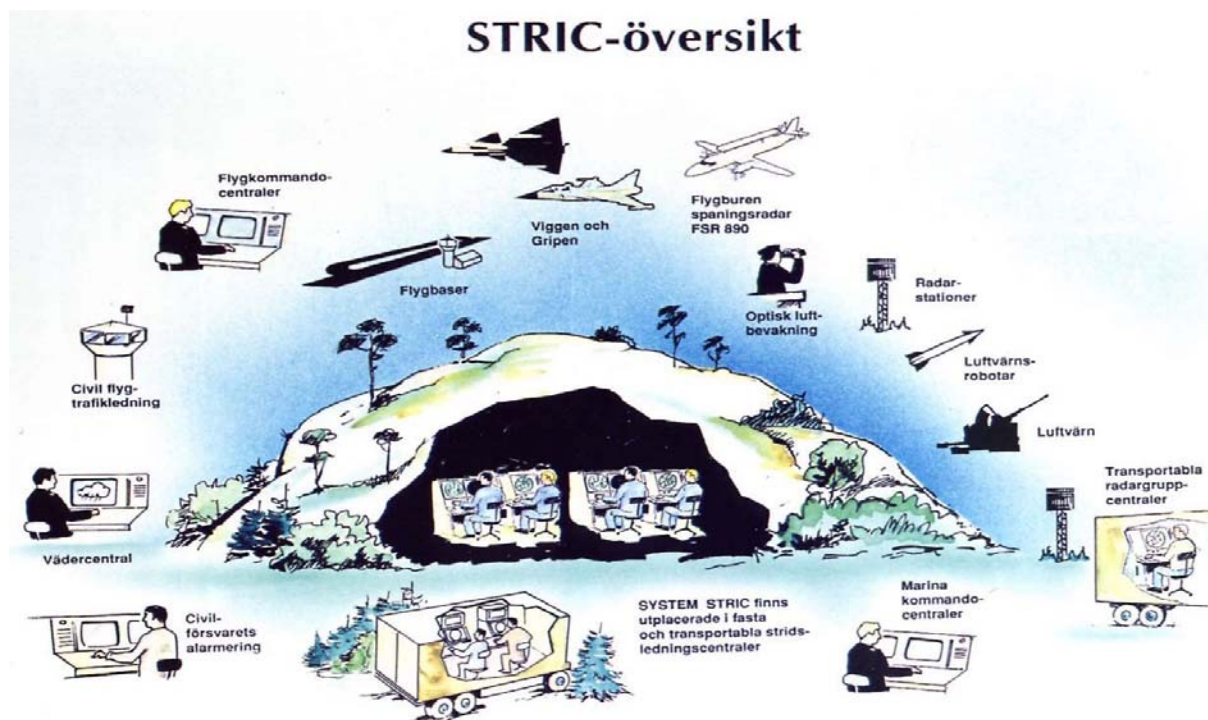 STRIC-översikt
Flygkommando-
centraler
Viggen och
Gripen
Flygburen
spaningsradar
FSR 890
Flygbaser
Optisk luft-
bevakning
Radar-
stationer
Civil flyg-
trafikledning
Luftvärns-
robotar
Luftvärn
Transportabla
radargrupp-
centraler
Vädercentral
Civil-
försvarets
alarmering
SYSTEM STRIC finns
utplacerade i fasta
och transportabla strids-
ledningscentraler
Marina
kommando-
centraler